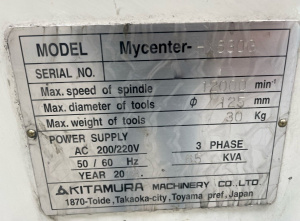 MODEL Mycenter-
SERIAL NO.
Max. speed of spindle min⁻¹
Max. diameter of tools ϕ 125 mm
Max. weight of tools 30 Kg
POWER SUPPLY 3 PHASE
AC 200/220V
50 / 60 Hz KVA
YEAR 20
KITAMURA MACHINERY CO., LTD.
1870-Toide, Takaoka-city, Toyama pref, Japan